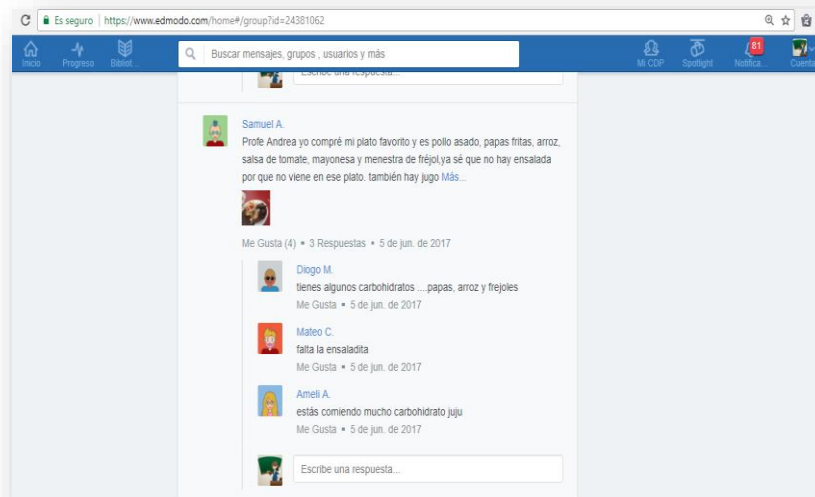 Es seguro | https://www.edmodo.com/home#/group?id=24381062
Inicio
Progreso
Bibliot...
Buscar mensajes, grupos , usuarios y más
Mi CDP
Spotlight
81
Notifica...
Cuenta
Escribe una respuesta...
Samuel A.
Profe Andrea yo compré mi plato favorito y es pollo asado, papas fritas, arroz,
salsa de tomate, mayonesa y menestra de fréjol,ya sé que no hay ensalada
por que no viene en ese plato. también hay jugo Más...
Me Gusta (4) • 3 Respuestas • 5 de jun. de 2017
Diogo M.
tienes algunos carbohidratos ....papas, arroz y frejoles
Me Gusta • 5 de jun. de 2017
Mateo C.
falta la ensaladita
Me Gusta • 5 de jun. de 2017
Ameli A.
estás comiendo mucho carbohidrato juju
Me Gusta • 5 de jun. de 2017
Escribe una respuesta...